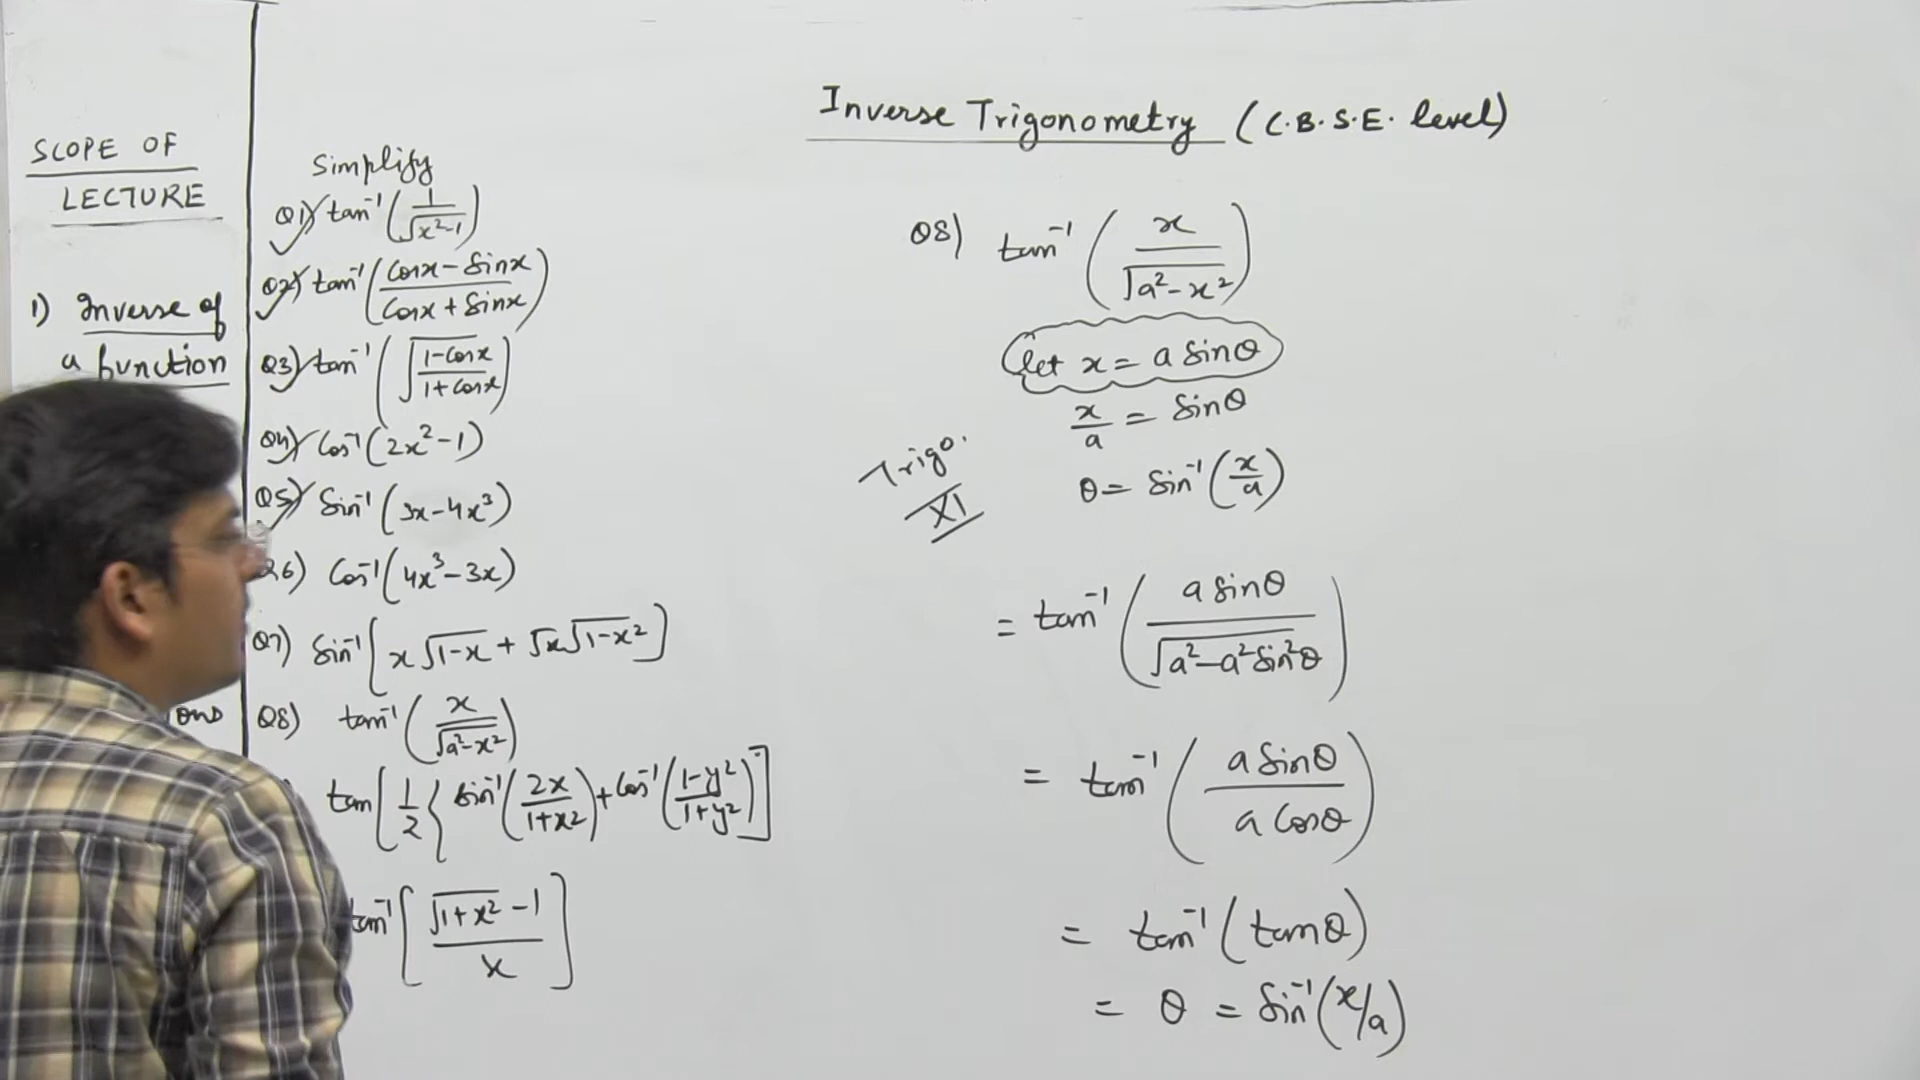 SCOPE OF
LECTURE
1) Inverse of
a function
ons
Simplify
Q1) tan⁻¹(1/√(x²-1))
Q2) tan⁻¹((Cosx-Sinx)/(Cosx+Sinx))
Q3) tan⁻¹(√((1-Cosx)/(1+Cosx)))
Q4) Cos⁻¹(2x²-1)
Q5) Sin⁻¹(3x-4x³)
Q6) Cos⁻¹(4x³-3x)
Q7) Sin⁻¹[x√(1-x) + √x√(1-x²)]
Q8) tan⁻¹(x/√(a²-x²))
) tan[1/2{Sin⁻¹(2x/(1+x²))+Cos⁻¹((1-y²)/(1+y²))]
tan⁻¹[(√(1+x²)-1)/x]
Inverse Trigonometry (C.B.S.E. level)
Q8) tan⁻¹(x/√(a²-x²))
let x = a Sinθ
x/a = Sinθ
Trigo.
XI
θ = Sin⁻¹(x/a)
= tan⁻¹(a Sinθ/√(a²-a²Sin²θ))
= tan⁻¹(a Sinθ/a Cosθ)
= tan⁻¹(tanθ)
= θ = Sin⁻¹(x/a)